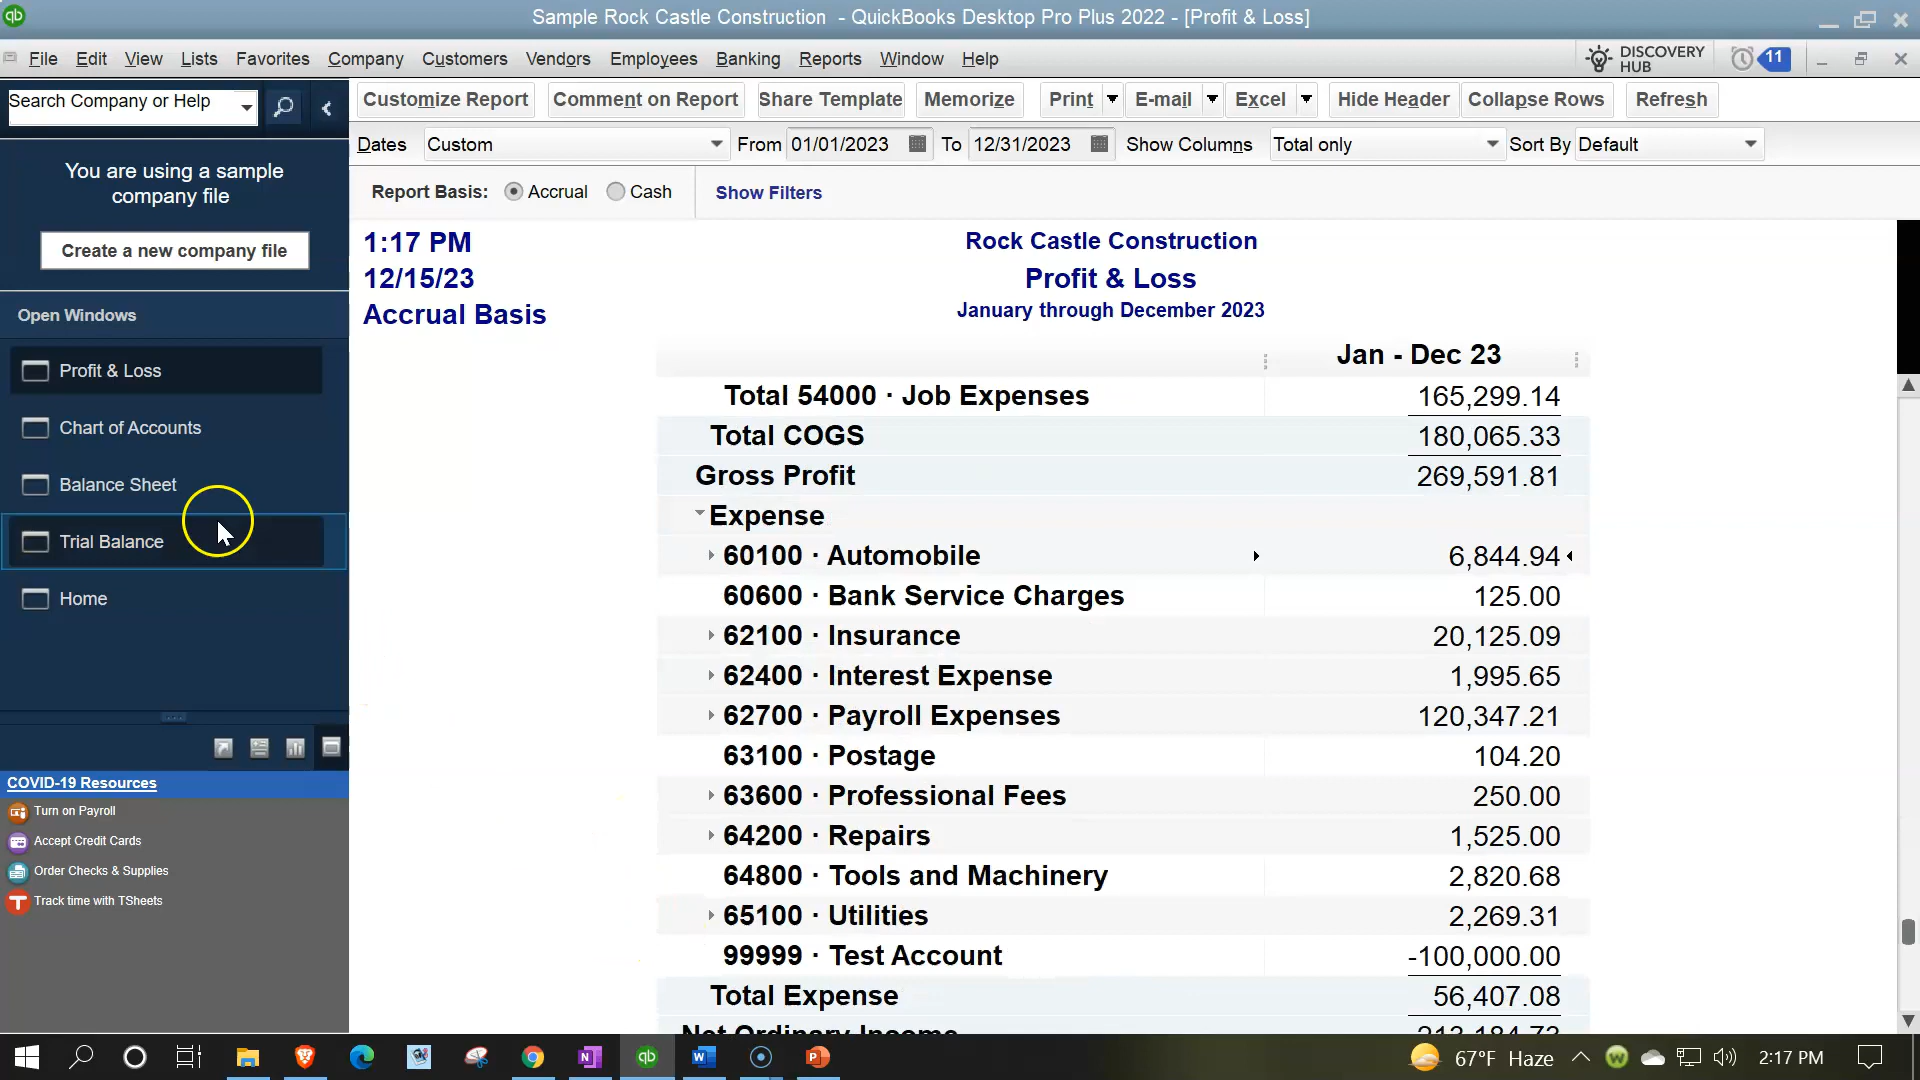 qb Sample Rock Castle Construction - QuickBooks Desktop Pro Plus 2022 - [Profit & Loss]
File Edit View Lists Favorites Company Customers Vendors Employees Banking Reports Window Help DISCOVERY HUB 11
Search Company or Help
Customize Report Comment on Report Share Template Memorize Print E-mail Excel Hide Header Collapse Rows Refresh
Dates Custom From 01/01/2023 To 12/31/2023 Show Columns Total only Sort By Default
Report Basis: Accrual Cash Show Filters
You are using a sample
company file
Create a new company file
Open Windows
Profit & Loss
Chart of Accounts
Balance Sheet
Trial Balance
Home
COVID-19 Resources
Turn on Payroll
Accept Credit Cards
Order Checks & Supplies
Track time with TSheets
1:17 PM
12/15/23
Accrual Basis
Rock Castle Construction
Profit & Loss
January through December 2023
Jan - Dec 23
Total 54000 · Job Expenses 165,299.14
Total COGS 180,065.33
Gross Profit 269,591.81
Expense
60100 · Automobile 6,844.94
60600 · Bank Service Charges 125.00
62100 · Insurance 20,125.09
62400 · Interest Expense 1,995.65
62700 · Payroll Expenses 120,347.21
63100 · Postage 104.20
63600 · Professional Fees 250.00
64200 · Repairs 1,525.00
64800 · Tools and Machinery 2,820.68
65100 · Utilities 2,269.31
99999 · Test Account -100,000.00
Total Expense 56,407.08
Net Ordinary Income 213,184.73
67°F Haze 2:17 PM